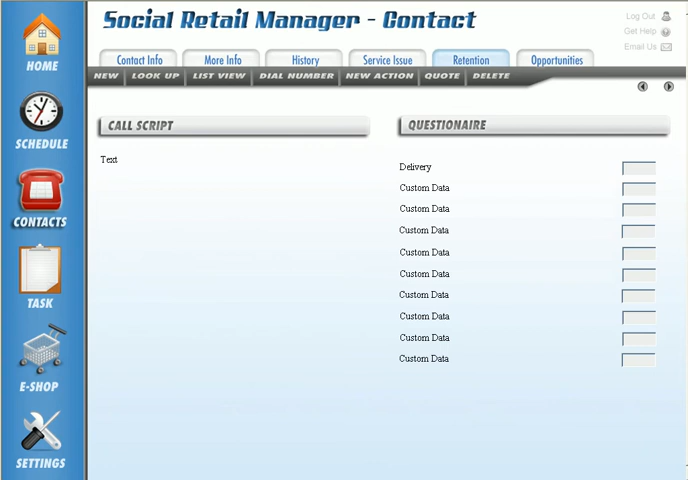 Social Retail Manager - Contact
Log Out
Get Help
Email Us
Contact Info More Info History Service Issue Retention Opportunities
NEW LOOK UP LIST VIEW DIAL NUMBER NEW ACTION QUOTE DELETE
HOME
SCHEDULE
CONTACTS
TASK
E-SHOP
SETTINGS
CALL SCRIPT
Text
QUESTIONAIRE
Delivery
Custom Data
Custom Data
Custom Data
Custom Data
Custom Data
Custom Data
Custom Data
Custom Data
Custom Data